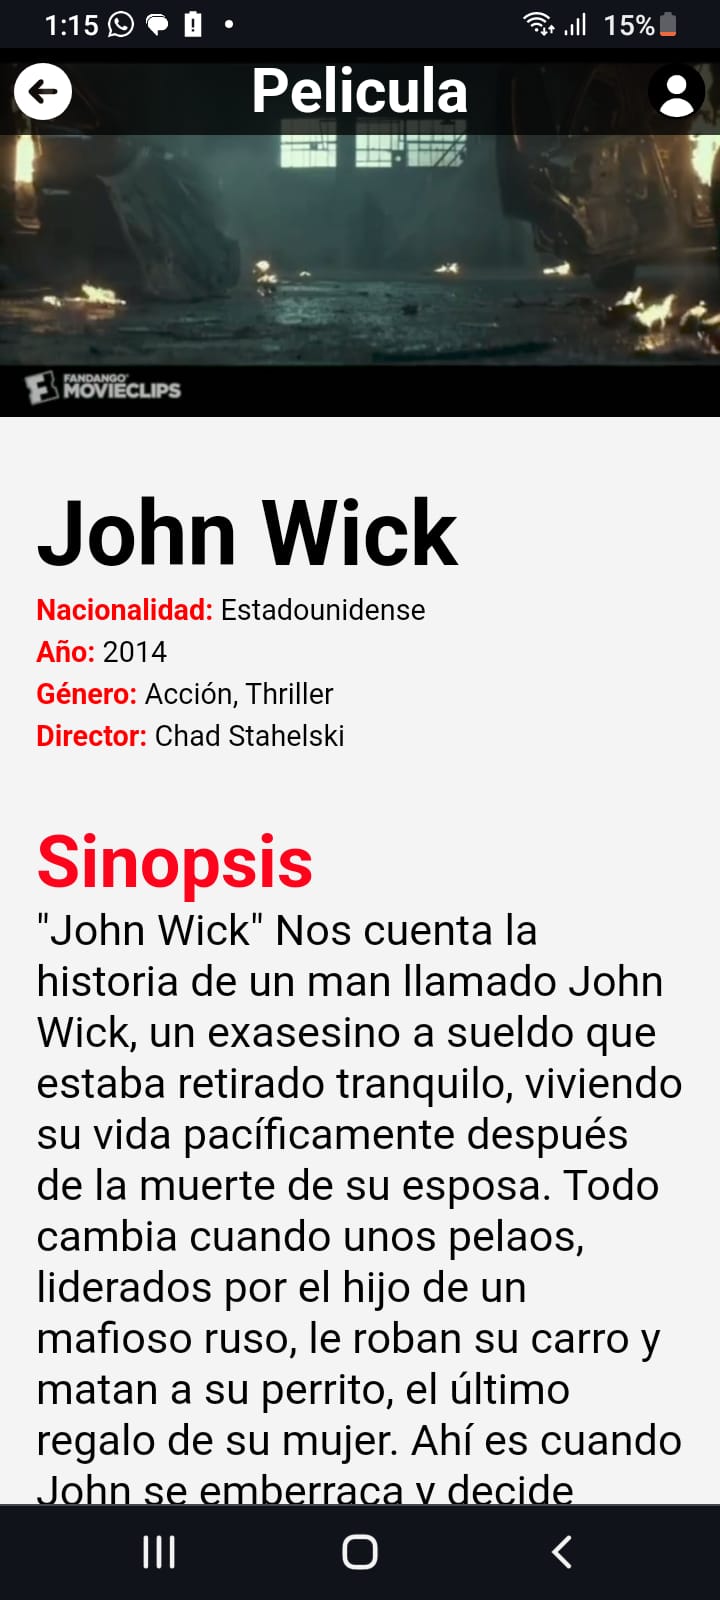 1:15
15%
Pelicula
FANDANGO
MOVIECLIPS
John Wick
Nacionalidad: Estadounidense
Año: 2014
Género: Acción, Thriller
Director: Chad Stahelski
Sinopsis
"John Wick" Nos cuenta la
historia de un man llamado John
Wick, un exasesino a sueldo que
estaba retirado tranquilo, viviendo
su vida pacíficamente después
de la muerte de su esposa. Todo
cambia cuando unos pelaos,
liderados por el hijo de un
mafioso ruso, le roban su carro y
matan a su perrito, el último
regalo de su mujer. Ahí es cuando
John se emberraca y decide